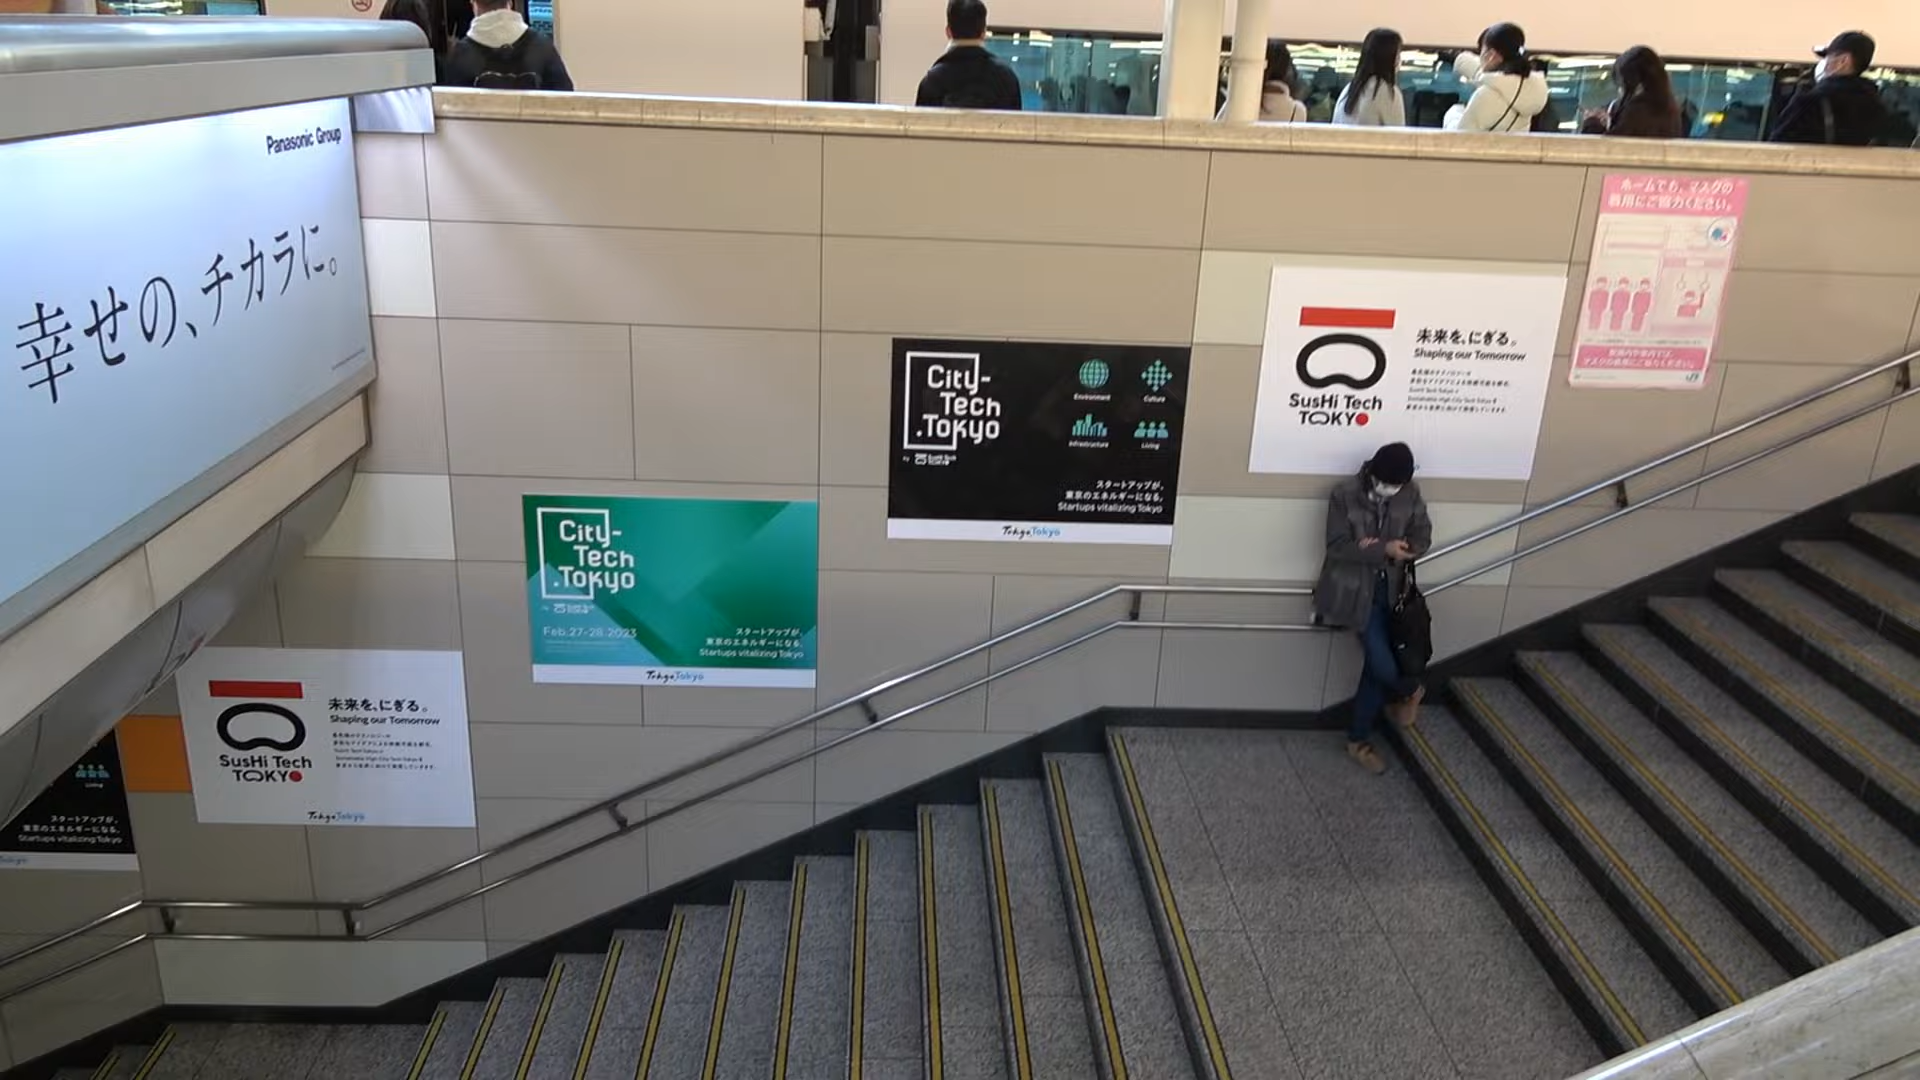 Panasonic Group
幸せの、チカラに。
City-
Tech
.Tokyo
Environment
Culture
Infrastructure
Living
スタートアップが、
東京のエネルギーになる。
Startups vitalizing Tokyo
TokyoTokyo
未来を、にぎる。
Shaping our Tomorrow
SusHi Tech
TOKYO
ホームでも、マスクの
着用にご協力ください。
City-
Tech
.Tokyo
Feb.27-28.2023
スタートアップが、
東京のエネルギーになる。
Startups vitalizing Tokyo
TokyoTokyo
未来を、にぎる。
Shaping our Tomorrow
SusHi Tech
TOKYO
TokyoTokyo
Living
スタートアップが、
東京のエネルギーになる。
Startups vitalizing Tokyo